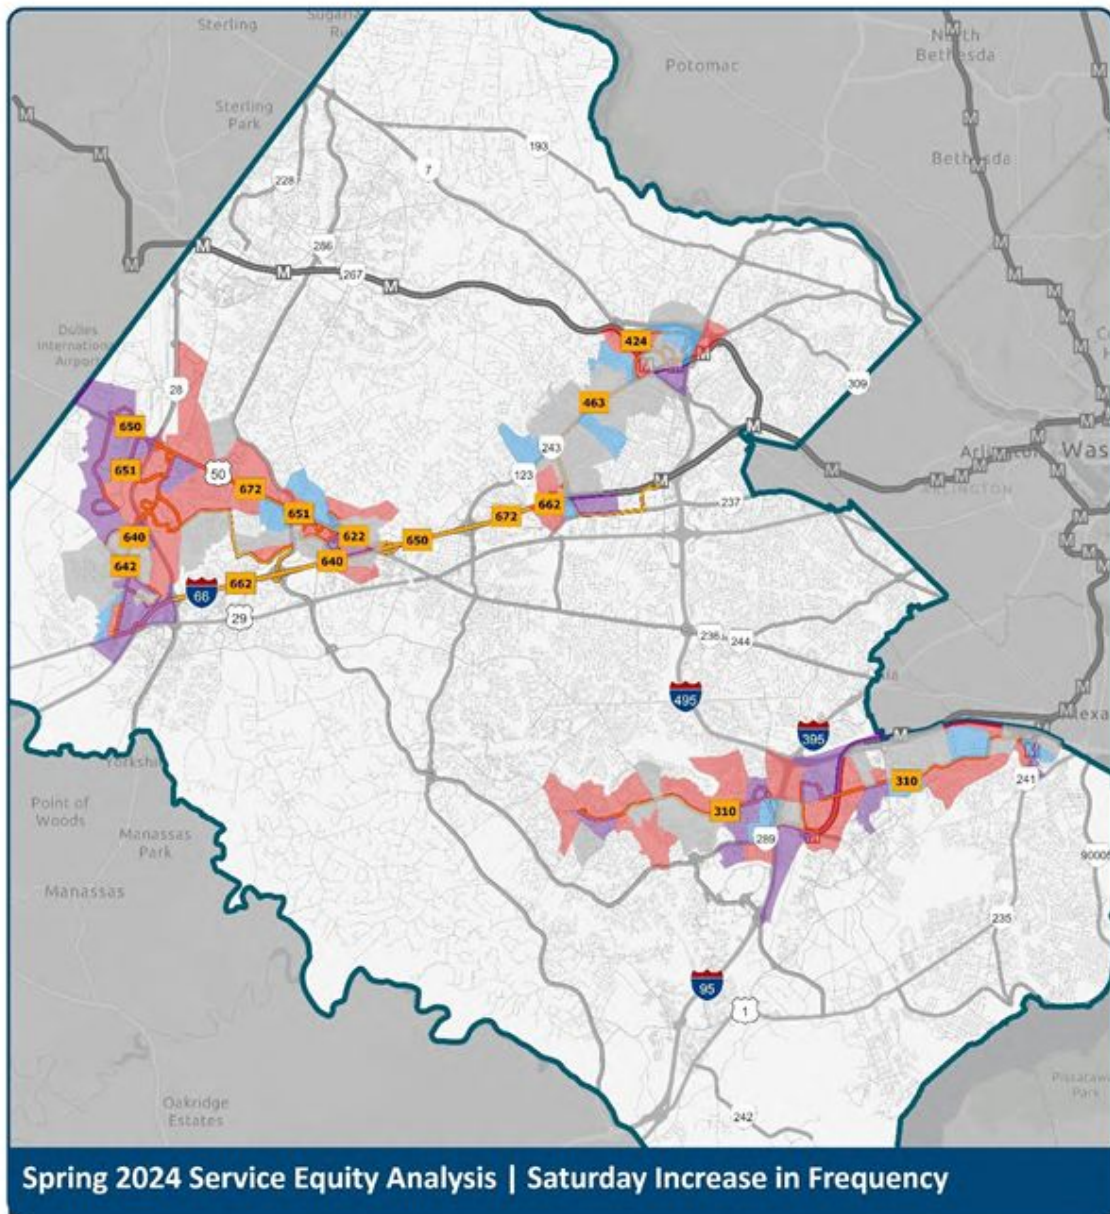 Sterling
North
Bethesda
Potomac
Sterling
Park
193
7
Bethesda
228
286
267
Dulles
International
Airport
424
28
309
463
650
243
651
50
123
Arlington
672
ARLINGTON
651
662
237
672
640
622
650
642
640
662
66
29
236
244
495
395
310
310
241
289
Point of
Woods
Manassas
Park
Manassas
235
95
1
Oakridge
Estates
242
Spring 2024 Service Equity Analysis | Saturday Increase in Frequency